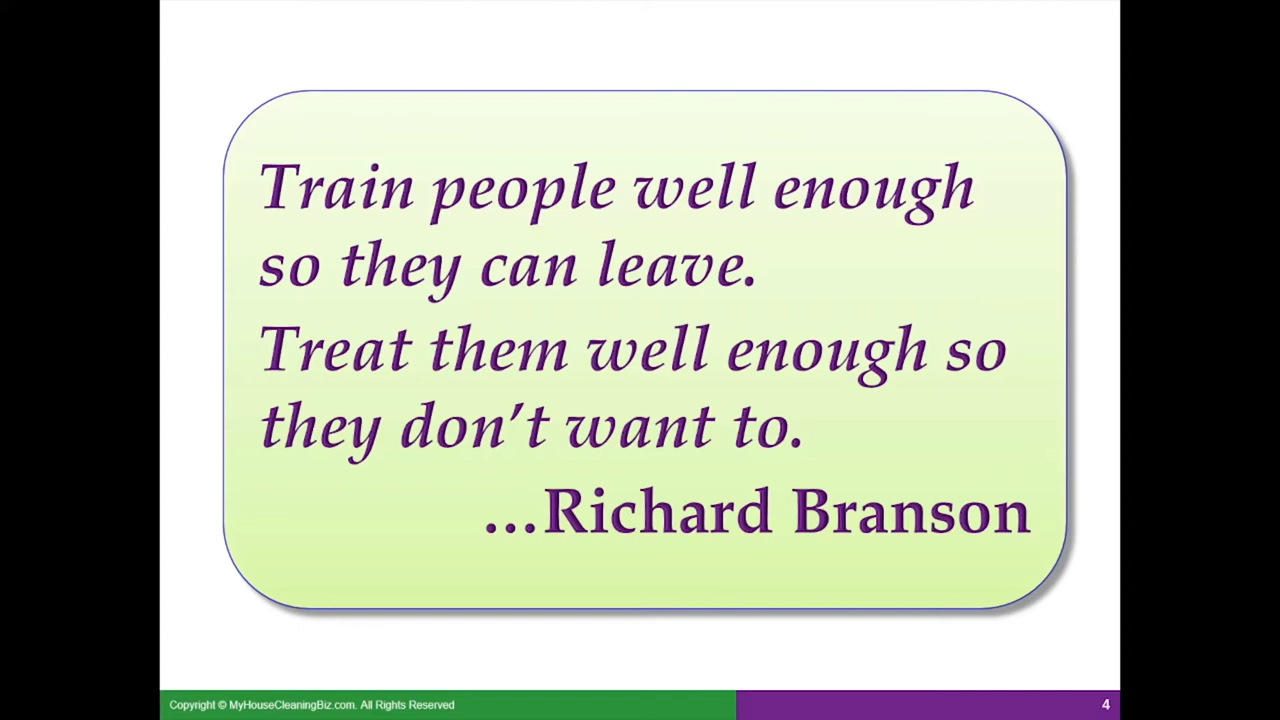 Train people well enough
so they can leave.
Treat them well enough so
they don’t want to.
...Richard Branson
Copyright © MyHouseCleaningBiz.com. All Rights Reserved
4